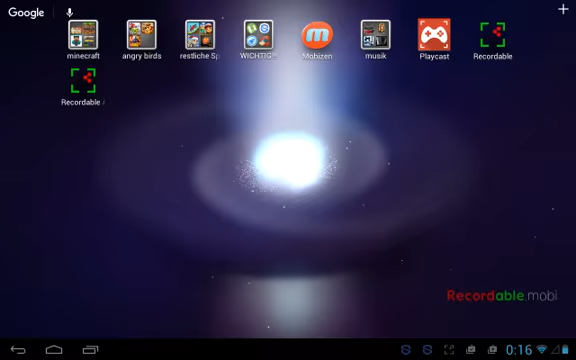 Google
minecraft
angry birds
restliche Sp
WICHTIG
Mobizen
musik
Playcast
Recordable
Recordable
Recordable.mobi
0:16